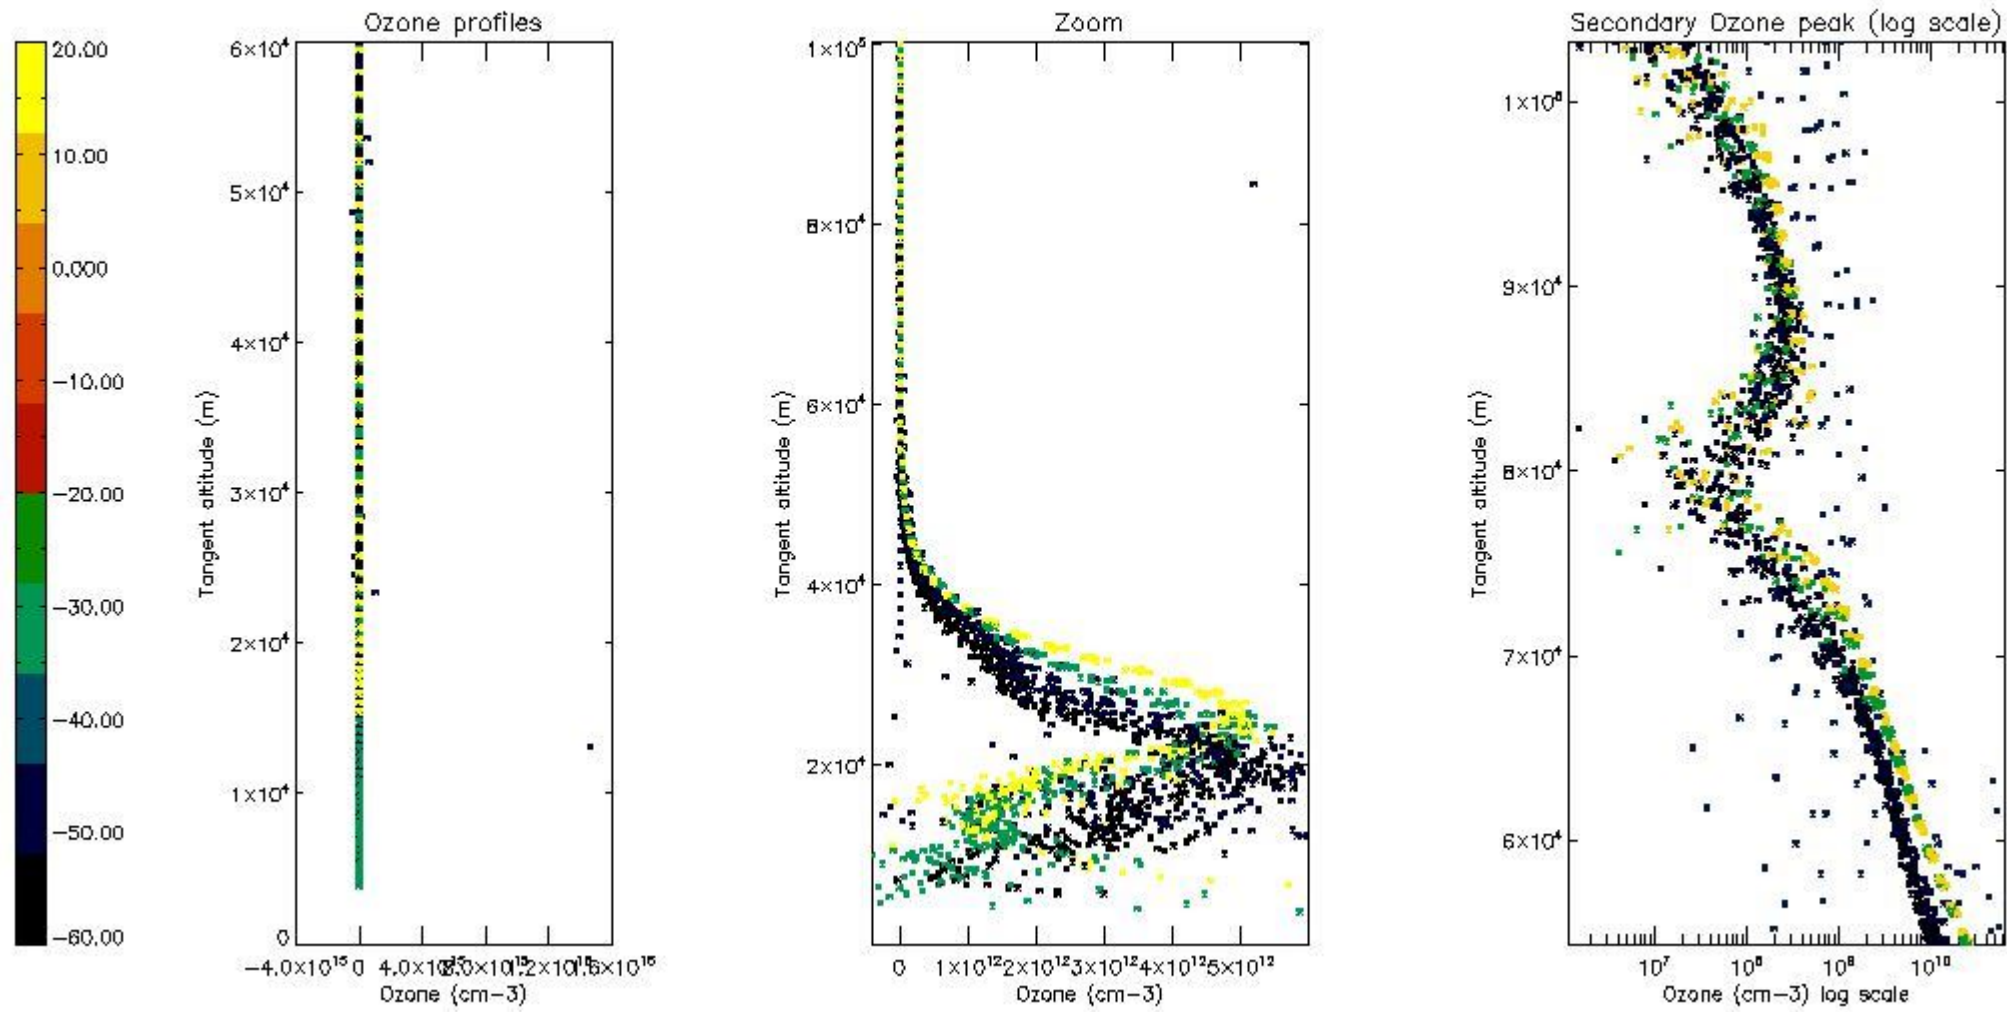 Ozone profiles
Zoom
Secondary Ozone peak (log scale)
20.00
10.00
0.000
−10.00
−20.00
−30.00
−40.00
−50.00
−60.00
6×10⁴
5×10⁴
4×10⁴
3×10⁴
2×10⁴
1×10⁴
0
Tangent altitude (m)
−4.0×10¹⁵ 0
Ozone (cm−3)
1×10⁵
8×10⁴
6×10⁴
4×10⁴
2×10⁴
Tangent altitude (m)
0 1×10¹² 2×10¹² 3×10¹² 4×10¹² 5×10¹²
Ozone (cm−3)
9×10⁴
8×10⁴
7×10⁴
6×10⁴
Tangent altitude (m)
10⁷ 10⁸ 10⁹ 10¹⁰
Ozone (cm−3) log scale